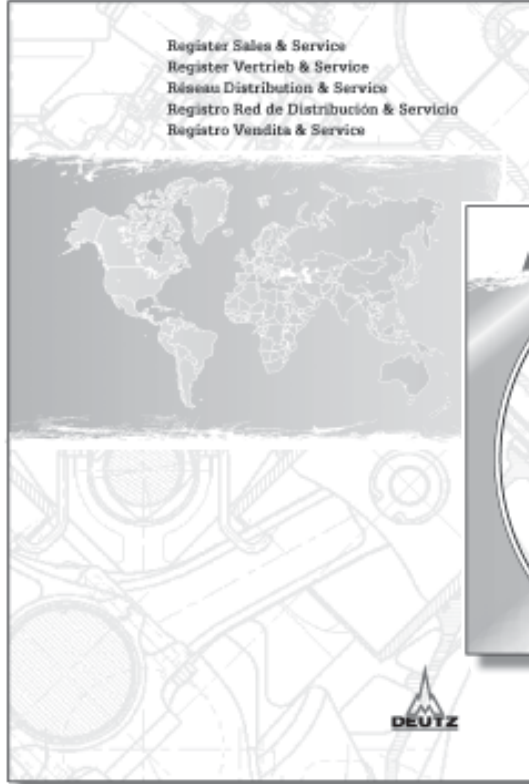 Register Sales & Service
Register Vertrieb & Service
Réseau Distribution & Service
Registro Red de Distribución & Servicio
Registro Vendita & Service
DEUTZ